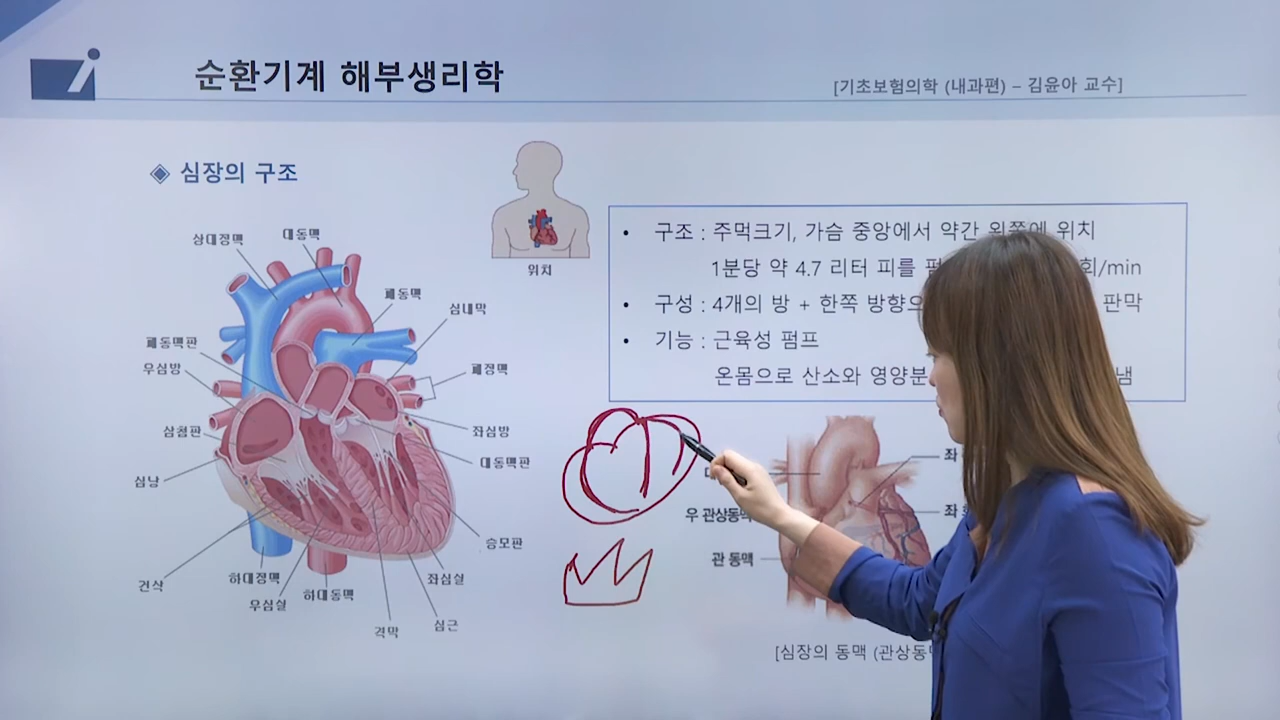 순환기계 해부생리학
[기초보험의학 (내과편) – 김윤아 교수]
◈ 심장의 구조
위치
• 구조 : 주먹크기, 가슴 중앙에서 약간 왼쪽에 위치
1분당 약 4.7 리터 피를 회/min
• 구성 : 4개의 방 + 한쪽 방향으 판막
• 기능 : 근육성 펌프
온몸으로 산소와 영양분
상대정맥
대동맥
폐동맥
심내막
폐동맥판
우심방
폐정맥
삼첨판
좌심방
대동맥판
심낭
승모판
건삭
하대정맥
우심실
하대동맥
좌심실
격막
심근
좌
우 관상동맥
좌
관 동맥
[심장의 동맥 (관상동